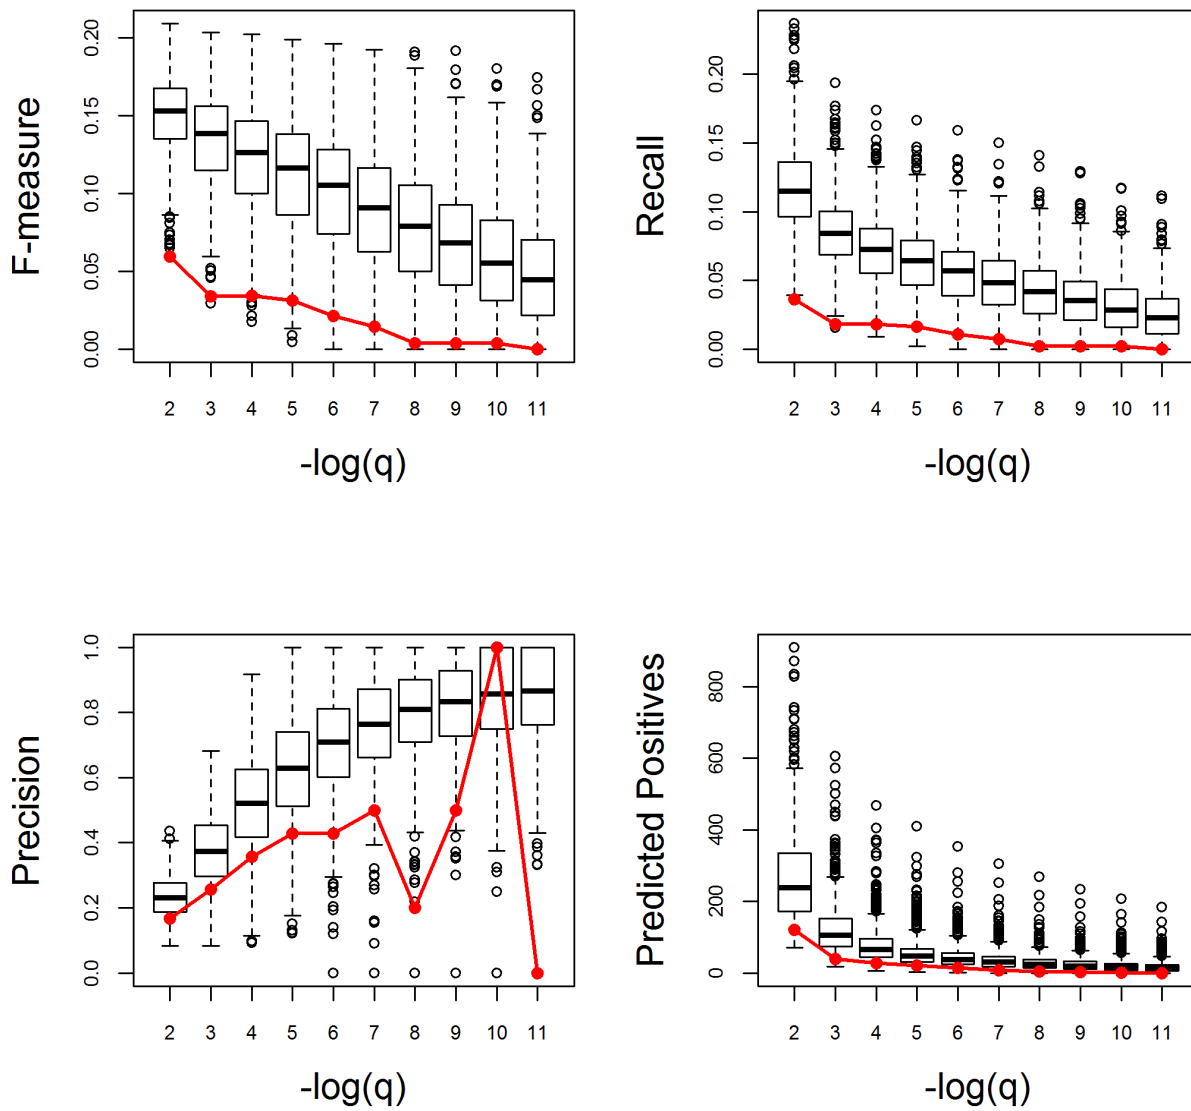 F-measure
0.00 0.05 0.10 0.15 0.20
2 3 4 5 6 7 8 9 10 11
-log(q)
Recall
0.00 0.05 0.10 0.15 0.20
2 3 4 5 6 7 8 9 10 11
-log(q)
Precision
0.0 0.2 0.4 0.6 0.8 1.0
2 3 4 5 6 7 8 9 10 11
-log(q)
Predicted Positives
0 200 400 600 800
2 3 4 5 6 7 8 9 10 11
-log(q)